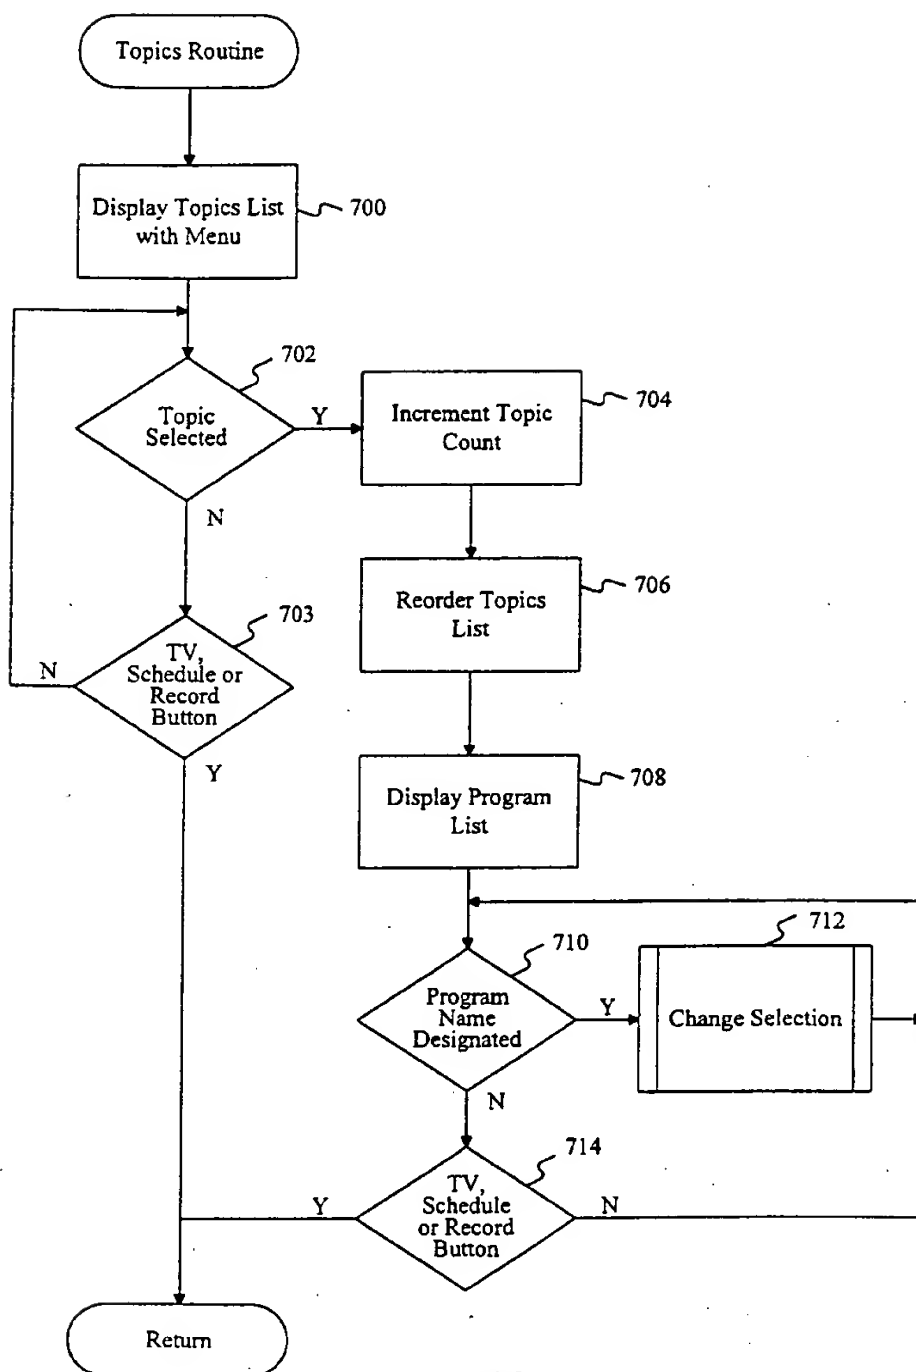 Topics Routine
Display Topics List
with Menu
700
702
Topic
Selected
Y
N
Increment Topic
Count
704
Reorder Topics
List
706
703
TV,
Schedule or
Record
Button
N
Y
Display Program
List
708
710
Program
Name
Designated
Y
N
712
Change Selection
714
TV,
Schedule
or Record
Button
Y
N
Return